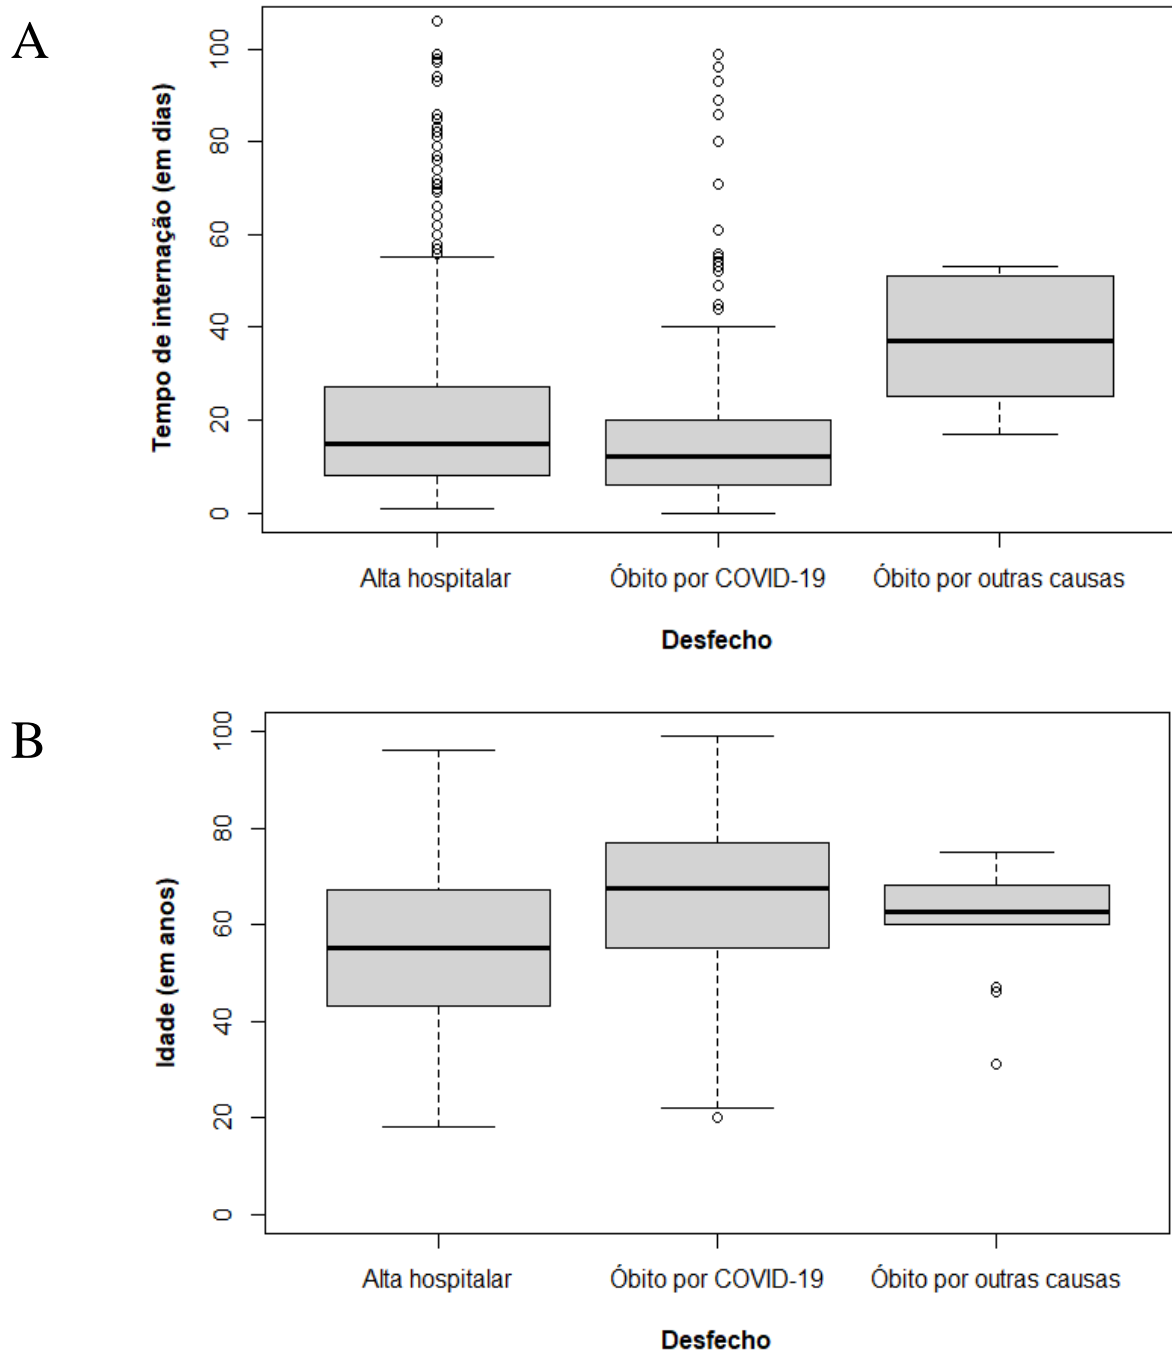 A
Tempo de internação (em dias)
100
80
60
40
20
0
Alta hospitalar Óbito por COVID-19 Óbito por outras causas
Desfecho
B
Idade (em anos)
100
80
60
40
20
0
Alta hospitalar Óbito por COVID-19 Óbito por outras causas
Desfecho